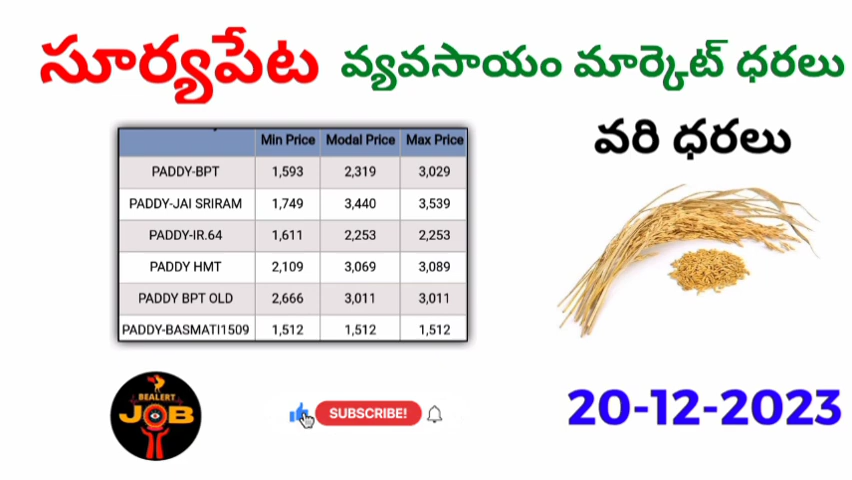 సూర్యపేట వ్యవసాయం మార్కెట్ ధరలు
వరి ధరలు
Min Price Modal Price Max Price
PADDY-BPT 1,593 2,319 3,029
PADDY-JAI SRIRAM 1,749 3,440 3,539
PADDY-IR.64 1,611 2,253 2,253
PADDY HMT 2,109 3,069 3,089
PADDY BPT OLD 2,666 3,011 3,011
PADDY-BASMATI1509 1,512 1,512 1,512
BEALERT
JOB
SUBSCRIBE!
20-12-2023